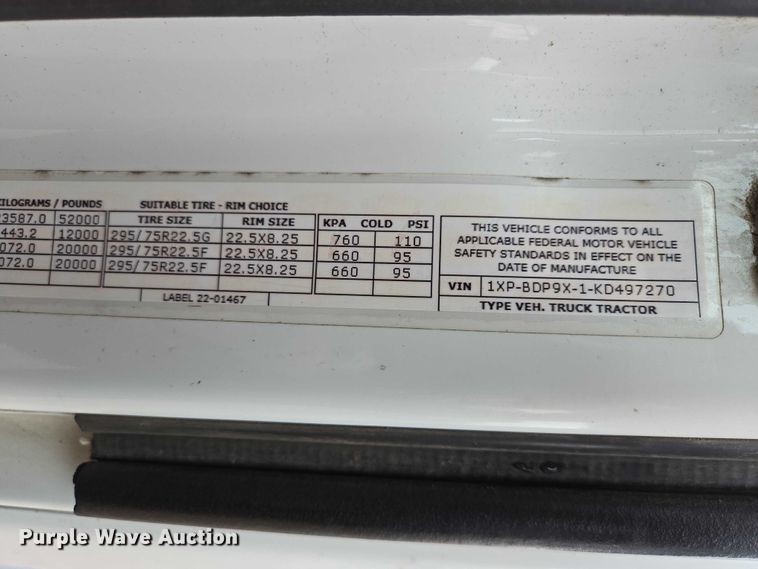 KILOGRAMS / POUNDS SUITABLE TIRE - RIM CHOICE
TIRE SIZE RIM SIZE KPA COLD PSI
23587.0 52000
443.2 12000 295/75R22.5G 22.5X8.25 760 110
072.0 20000 295/75R22.5F 22.5X8.25 660 95
072.0 20000 295/75R22.5F 22.5X8.25 660 95
LABEL 22-01467
THIS VEHICLE CONFORMS TO ALL
APPLICABLE FEDERAL MOTOR VEHICLE
SAFETY STANDARDS IN EFFECT ON THE
DATE OF MANUFACTURE
VIN 1XP-BDP9X-1-KD497270
TYPE VEH. TRUCK TRACTOR
Purple Wave Auction